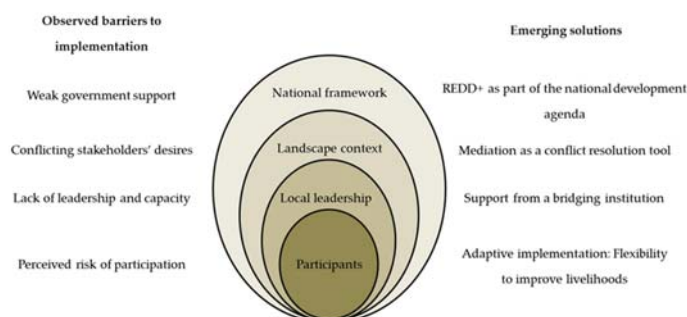 Observed barriers to
implementation
Emerging solutions
Weak government support
National framework
REDD+ as part of the national development
agenda
Conflicting stakeholders' desires
Landscape context
Mediation as a conflict resolution tool
Lack of leadership and capacity
Local leadership
Support from a bridging institution
Perceived risk of participation
Participants
Adaptive implementation: Flexibility
to improve livelihoods